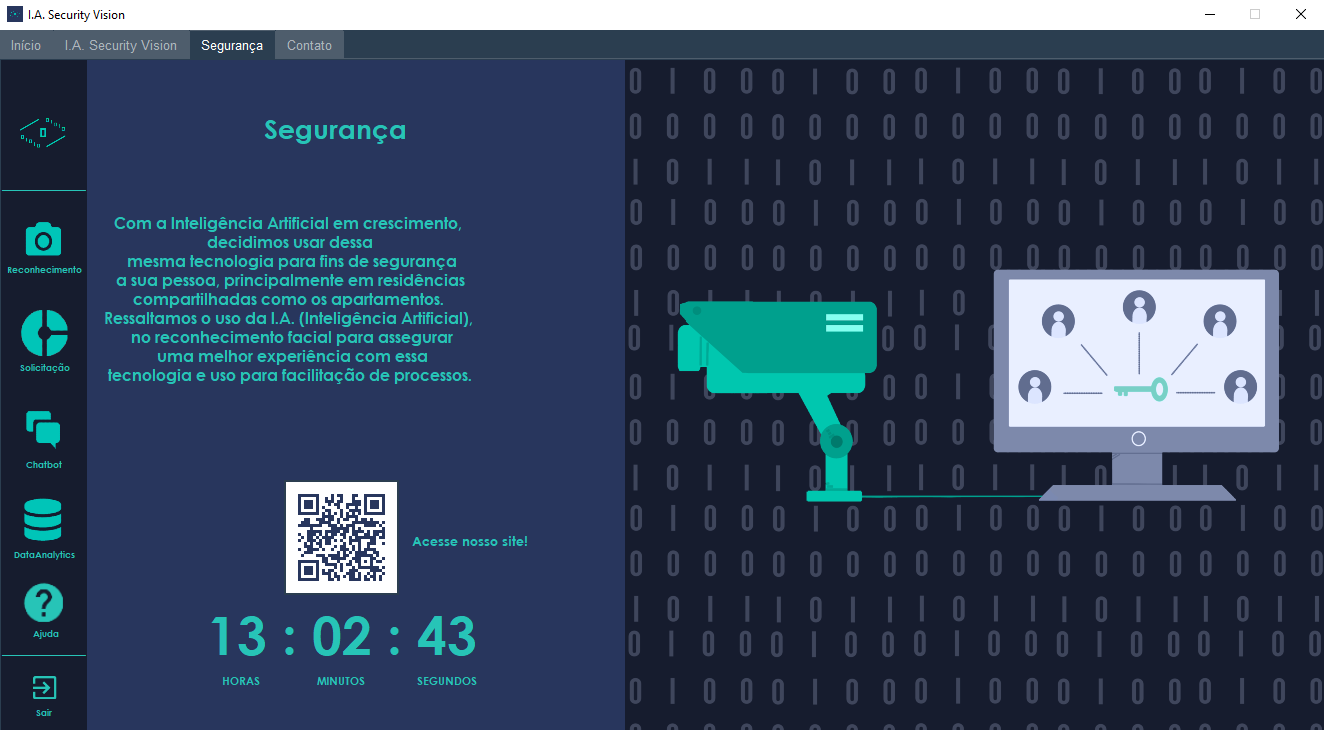 I.A. Security Vision
Início I.A. Security Vision Segurança Contato
Reconhecimento
Solicitação
Chatbot
DataAnalytics
Ajuda
Sair
Segurança
Com a Inteligência Artificial em crescimento,
decidimos usar dessa
mesma tecnologia para fins de segurança
a sua pessoa, principalmente em residências
compartilhadas como os apartamentos.
Ressaltamos o uso da I.A. (Inteligência Artificial),
no reconhecimento facial para assegurar
uma melhor experiência com essa
tecnologia e uso para facilitação de processos.
Acesse nosso site!
13 : 02 : 43
HORAS MINUTOS SEGUNDOS